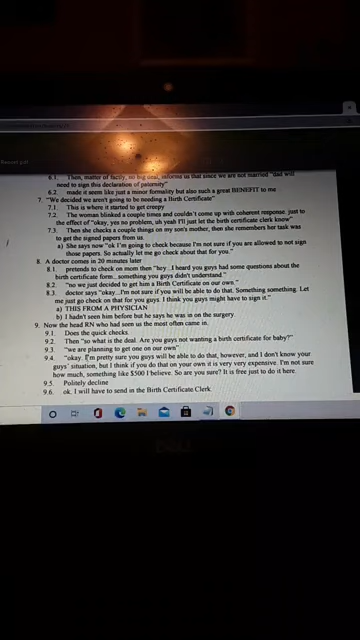 6.1. Then, matter of factly, no big deal, informs us that since we are not married "dad will
need to sign this declaration of paternity"
6.2. made it seem like just a minor formality but also such a great BENEFIT to me
7. "We decided we aren't going to be needing a Birth Certificate"
7.1. This is where it started to get creepy
7.2. The woman blinked a couple times and couldn't come up with coherent response, just to
the effect of "okay, yes no problem, uh yeah I'll just let the birth certificate clerk know"
7.3. Then she checks a couple things on my son's mother, then she remembers her task was
to get the signed papers from us.
a) She says now "ok I'm going to check because I'm not sure if you are allowed to not sign
those papers. So actually let me go check about that for you."
8. A doctor comes in 20 minutes later
8.1. pretends to check on mom then "hey...I heard you guys had some questions about the
birth certificate form...something you guys didn't understand"
8.2. "no we just decided to get him a Birth Certificate on our own."
8.3. doctor says "okay...I'm not sure if you will be able to do that. Something something. Let
me just go check on that for you guys. I think you guys might have to sign it."
a) THIS FROM A PHYSICIAN
b) I hadn't seen him before but he says he was in on the surgery.
9. Now the head RN who had seen us the most often came in.
9.1. Does the quick checks.
9.2. Then "so what is the deal. Are you guys not wanting a birth certificate for baby?"
9.3. "we are planning to get one on our own"
9.4. "okay. I'm pretty sure you guys will be able to do that, however, and I don't know your
guys' situation, but I think if you do that on your own it is very very expensive. I'm not sure
how much, something like $500 I believe. So are you sure? It is free just to do it here.
9.5. Politely decline
9.6. ok, I will have to send in the Birth Certificate Clerk.
DELL